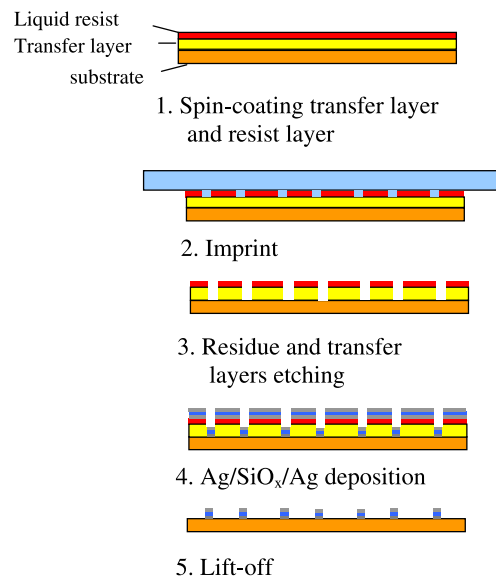 Liquid resist
Transfer layer
substrate
1. Spin-coating transfer layer
and resist layer
2. Imprint
3. Residue and transfer
layers etching
4. Ag/SiOₓ/Ag deposition
5. Lift-off